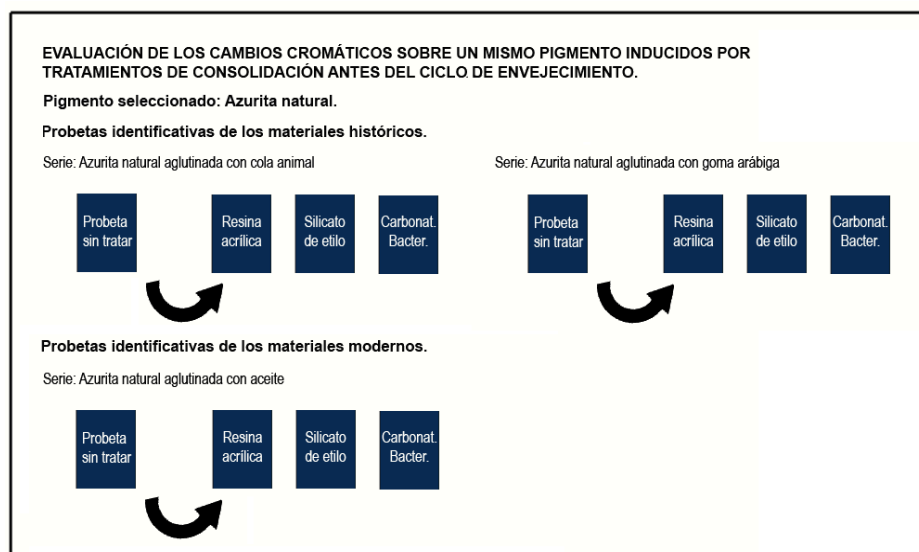 EVALUACIÓN DE LOS CAMBIOS CROMÁTICOS SOBRE UN MISMO PIGMENTO INDUCIDOS POR
TRATAMIENTOS DE CONSOLIDACIÓN ANTES DEL CICLO DE ENVEJECIMIENTO.
Pigmento seleccionado: Azurita natural.
Probetas identificativas de los materiales históricos.
Serie: Azurita natural aglutinada con cola animal
Probeta
sin tratar
Resina
acrílica
Silicato
de etilo
Carbonat.
Bacter.
Serie: Azurita natural aglutinada con goma arábiga
Probeta
sin tratar
Resina
acrílica
Silicato
de etilo
Carbonat.
Bacter.
Probetas identificativas de los materiales modernos.
Serie: Azurita natural aglutinada con aceite
Probeta
sin tratar
Resina
acrílica
Silicato
de etilo
Carbonat.
Bacter.